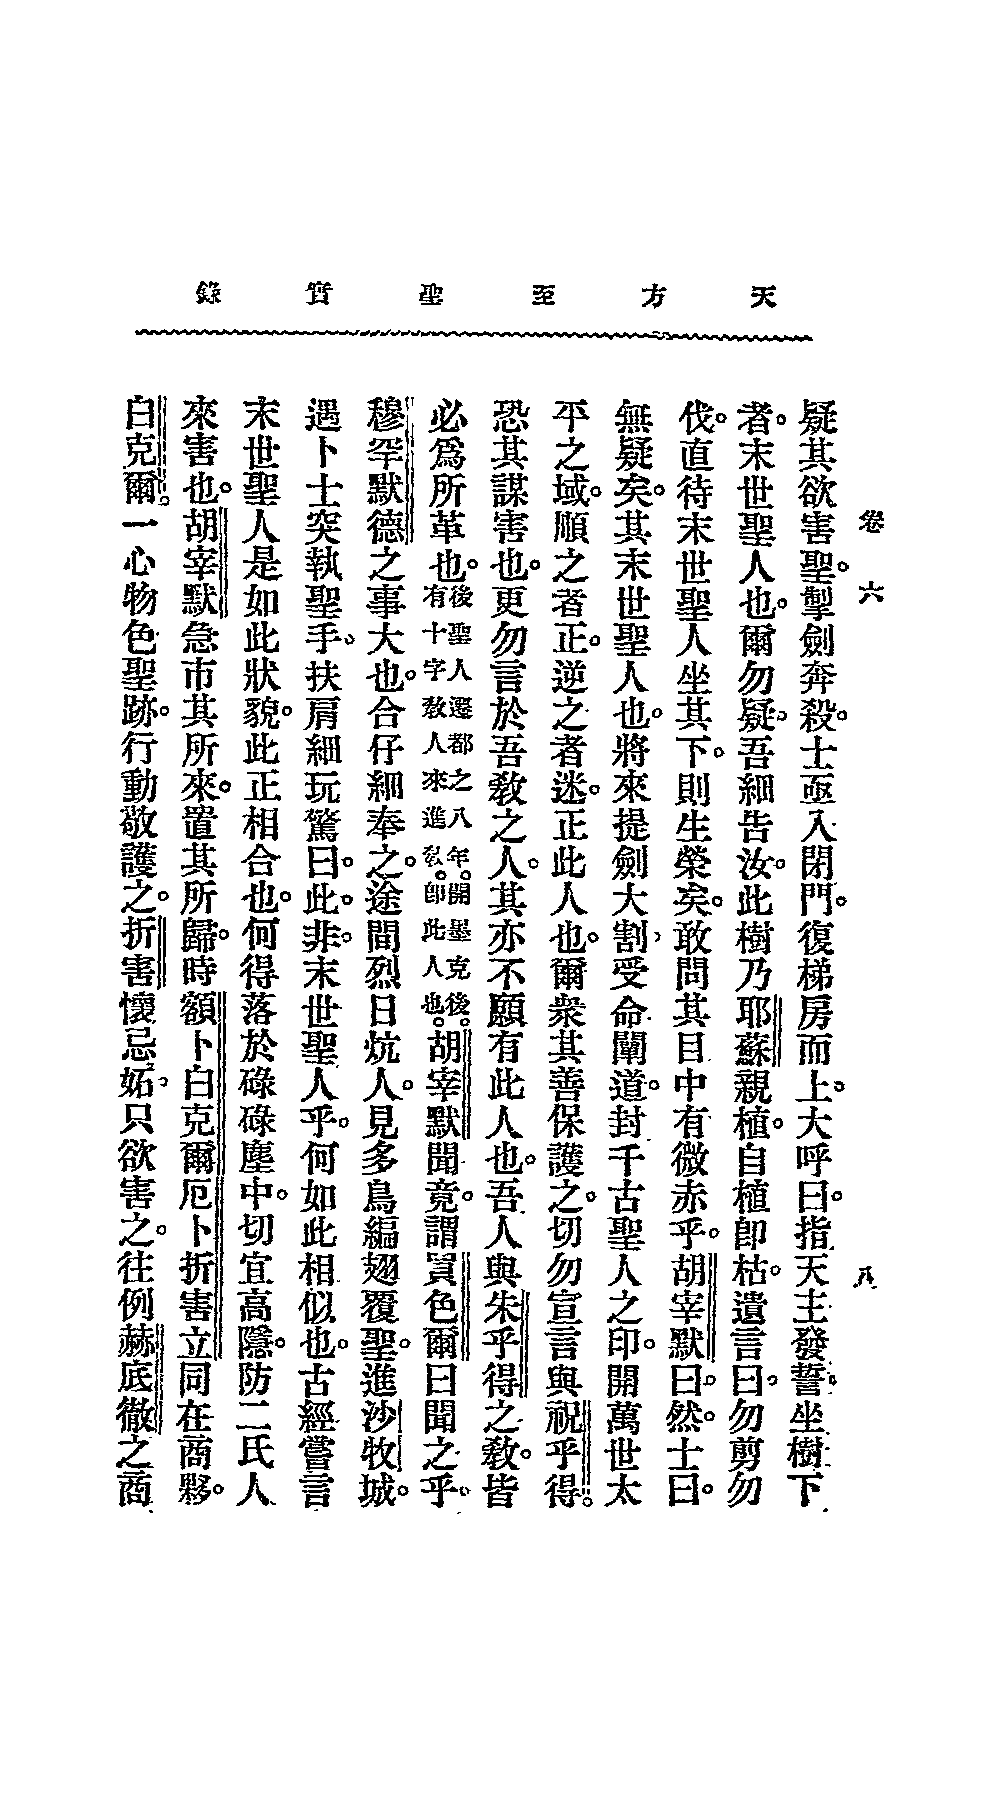 天方至聖實錄
卷六 八
疑其欲害聖。掣劍奔殺。士亟入閉門。復梯房而上。大呼曰。指天主發誓。坐樹下
者。末世聖人也。爾勿疑。吾細告汝。此樹乃耶蘇親植。自植即枯。遺言曰。勿剪勿
伐。直待末世聖人坐其下。則生榮矣。敢問其目中有微赤乎。胡宰默曰。然。士曰。
無疑矣。其末世聖人也。將來提劍大割、受命闡道。封千古聖人之印。開萬世太
平之域。順之者正。逆之者迷。正此人也。爾衆其善保護之。切勿宣言與祝乎得。
恐其謀害也。更勿言於吾教之人。其亦不願有此人也。吾人與朱乎得之教。皆
必爲所革也。後聖人遷都之八年。開墨克後。有十字教人來進教。即此人也。胡宰默聞竟。謂買色爾曰。聞之乎。
穆罕默德之事大也。合仔細奉之。途間烈日炕人。見多鳥編翅覆聖。進沙牧城。
遇卜士突執聖手、扶肩細玩驚曰。此。非。末世聖人乎。何如此相似也。古經嘗言
末世聖人是如此狀貌。此正相合也。何得落於碌碌塵中。切宜高隱。防二氏人
來害也。胡宰默急市其所來。置其所歸。時額卜白克爾厄卜折害立同在商夥。
白克爾。一心物色聖跡。行動敬護之。折害懷忌妬、只欲害之。往例赫底徹之商